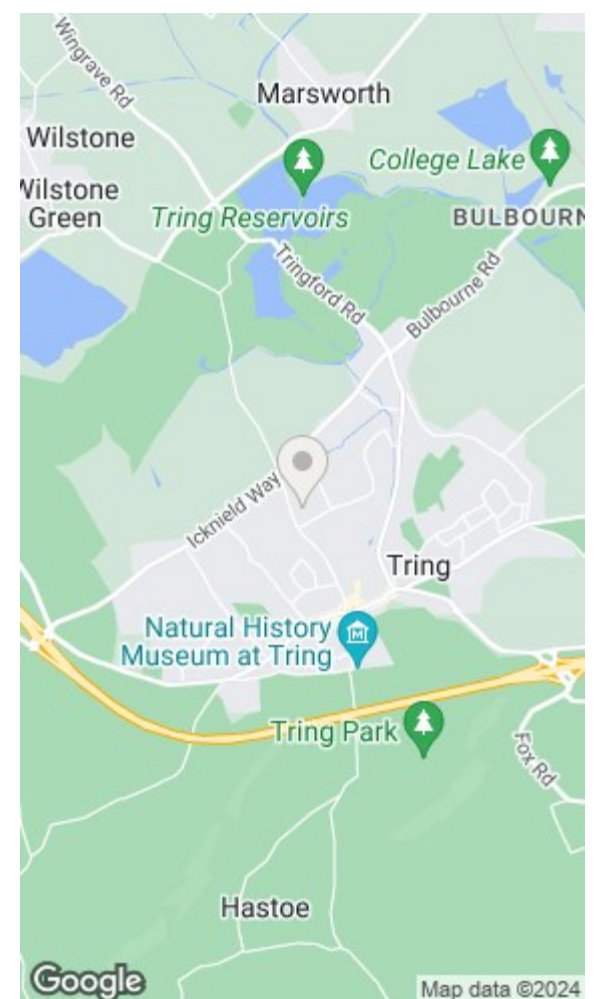 Wingrave Rd
Marsworth
Wilstone
College Lake
Wilstone
Green
Tring Reservoirs
BULBOURN
Tringford Rd
Bulbourne Rd
Icknield Way
Tring
Natural History
Museum at Tring
M
Tring Park
Fox Rd
Hastoe
Google
Map data ©2024